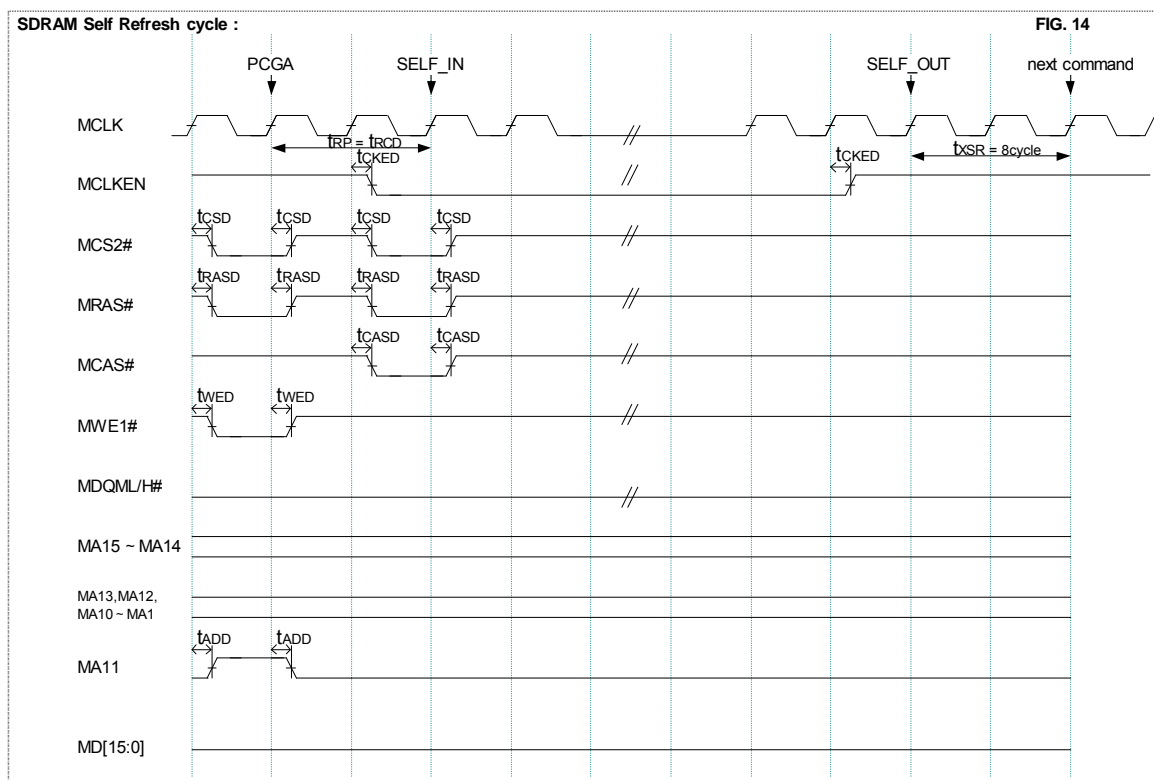 SDRAM Self Refresh cycle : FIG. 14
PCGA SELF_IN SELF_OUT next command
MCLK
tRP = tRCD tXSR = 8cycle
tCKED tCKED
MCLKEN
tCSD tCSD tCSD tCSD
MCS2#
tRASD tRASD tRASD tRASD
MRAS#
tCASD tCASD
MCAS#
tWED tWED
MWE1#
MDQML/H#
MA15 ~ MA14
MA13,MA12,
MA10 ~ MA1
tADD tADD
MA11
MD[15:0]